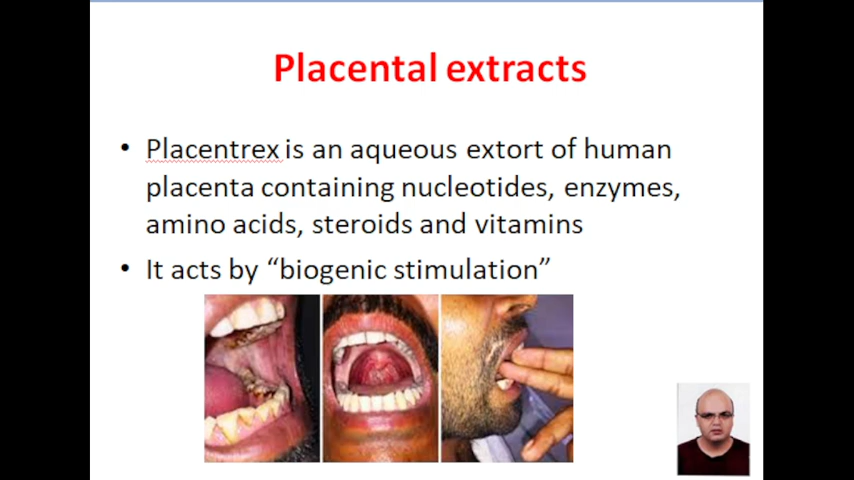 Placental extracts
• Placentrex is an aqueous extort of human
placenta containing nucleotides, enzymes,
amino acids, steroids and vitamins
• It acts by “biogenic stimulation”